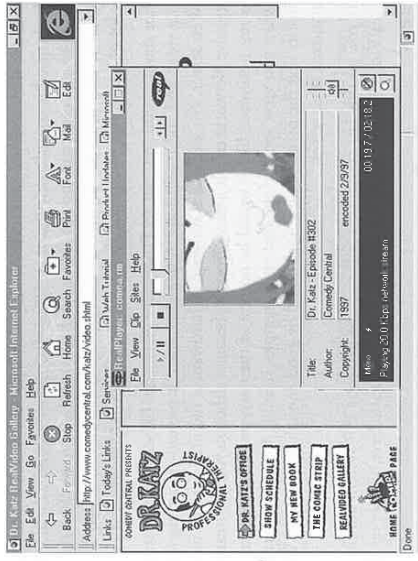 Dr. Katz RealVideo Gallery - Microsoft Internet Explorer
File Edit View Go Favorites Help
Back Forward Stop Refresh Home Search Favorites Print Font Mail Edit
Address http://www.comedycentral.com/katz/video.shtml
Links Today's Links Services Web Tutorial Product Updates Microsoft
COMEDY CENTRAL PRESENTS
DR. KATZ
PROFESSIONAL THERAPIST
DR. KATZ'S OFFICE
SHOW SCHEDULE
MY NEW BOOK
THE COMIC STRIP
REALVIDEO GALLERY
HOME PAGE
RealPlayer: comna.rm
File View Clip Sites Help
real
Title: Dr. Katz - Episode #302
Author: Comedy Central
Copyright: 1997 encoded 2/9/97
Mono 00:19.7 / 02:18.2
Playing 20.0 Kbps network stream
Done